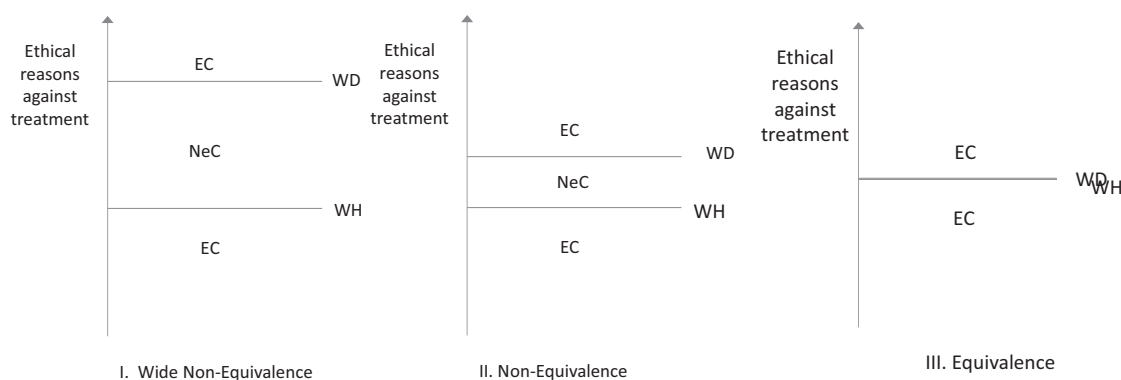 Ethical
reasons
against
treatment
EC
WD
NeC
WH
EC
I. Wide Non-Equivalence
Ethical
reasons
against
treatment
EC
WD
NeC
WH
EC
II. Non-Equivalence
Ethical
reasons
against
treatment
EC
WD
WH
EC
III. Equivalence